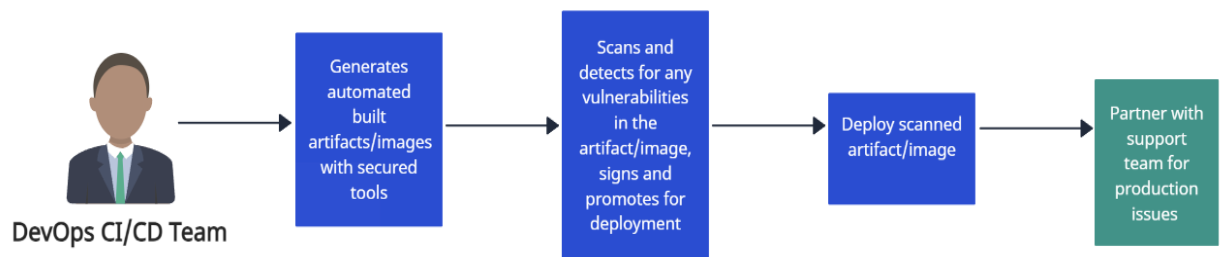 DevOps CI/CD Team
Generates
automated
built
artifacts/images
with secured
tools
Scans and
detects for any
vulnerabilities
in the
artifact/image,
signs and
promotes for
deployment
Deploy scanned
artifact/image
Partner with
support
team for
production
issues